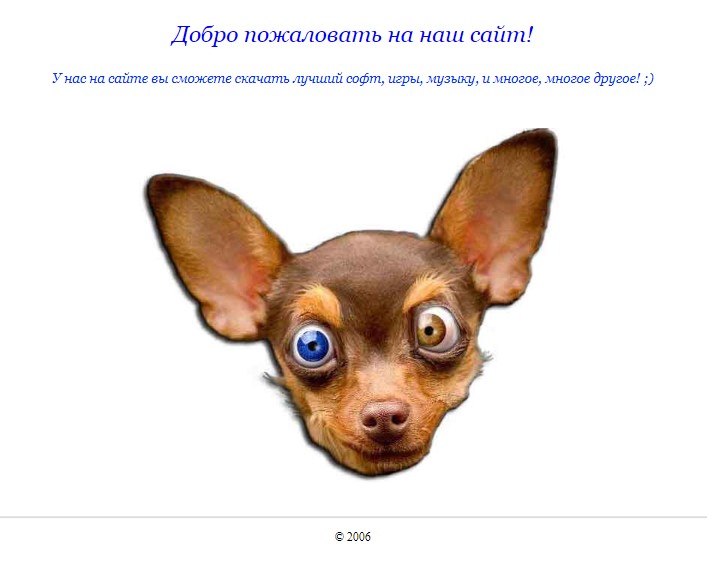 Добро пожаловать на наш сайт!
У нас на сайте вы сможете скачать лучший софт, игры, музыку, и многое, многое другое! ;)
© 2006